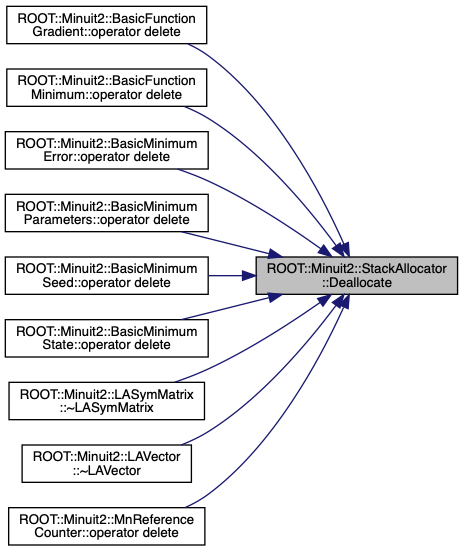 ROOT::Minuit2::BasicFunction
Gradient::operator delete
ROOT::Minuit2::BasicFunction
Minimum::operator delete
ROOT::Minuit2::BasicMinimum
Error::operator delete
ROOT::Minuit2::BasicMinimum
Parameters::operator delete
ROOT::Minuit2::BasicMinimum
Seed::operator delete
ROOT::Minuit2::BasicMinimum
State::operator delete
ROOT::Minuit2::LASymMatrix
::~LASymMatrix
ROOT::Minuit2::LAVector
::~LAVector
ROOT::Minuit2::MnReference
Counter::operator delete
ROOT::Minuit2::StackAllocator
::Deallocate